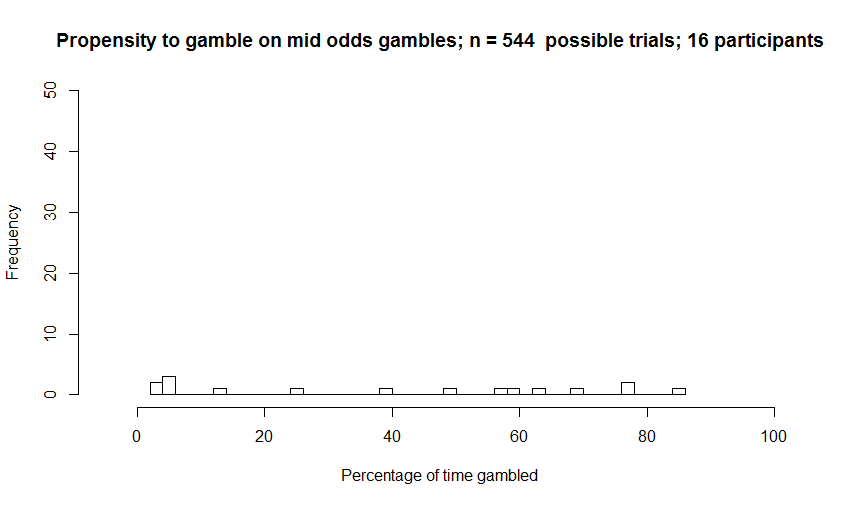 Propensity to gamble on mid odds gambles; n = 544  possible trials; 16 participants
50
40
30
20
10
0
Frequency
0 20 40 60 80 100
Percentage of time gambled